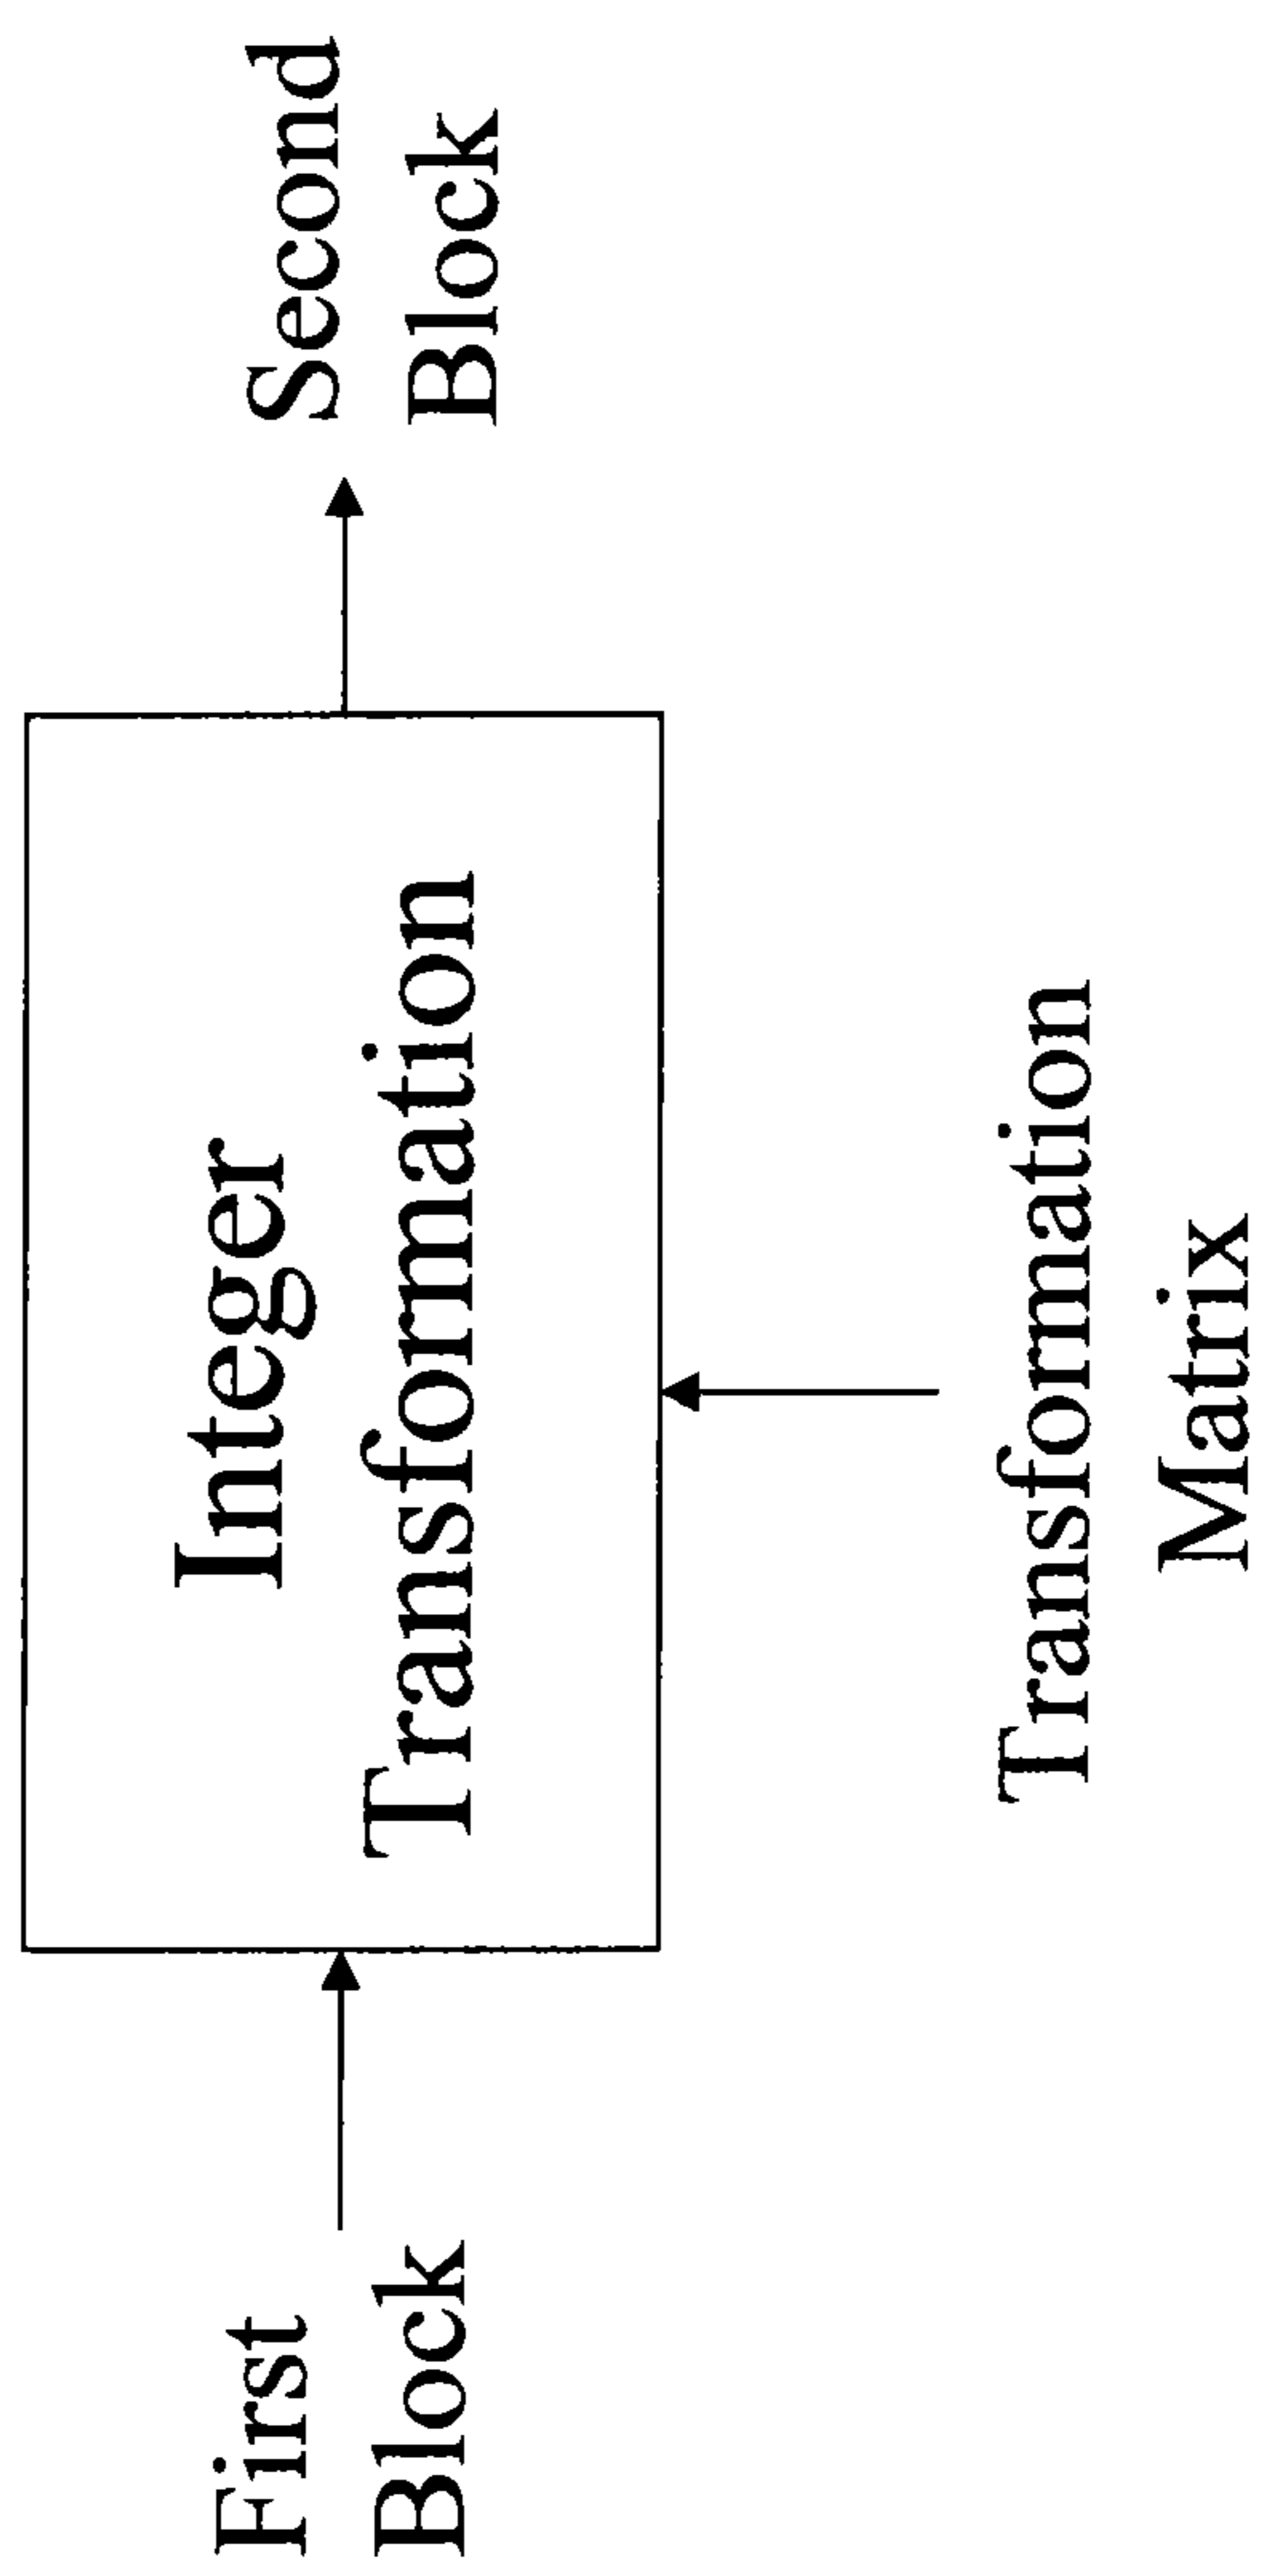 First
Block
Integer
Transformation
Second
Block
Transformation
Matrix